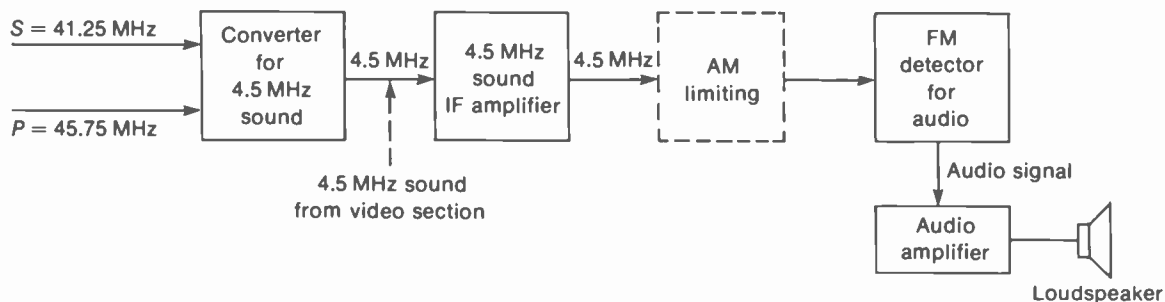 S = 41.25 MHz
P = 45.75 MHz
Converter
for
4.5 MHz
sound
4.5 MHz
4.5 MHz sound
from video section
4.5 MHz
sound
IF amplifier
4.5 MHz
AM
limiting
FM
detector
for
audio
Audio signal
Audio
amplifier
Loudspeaker